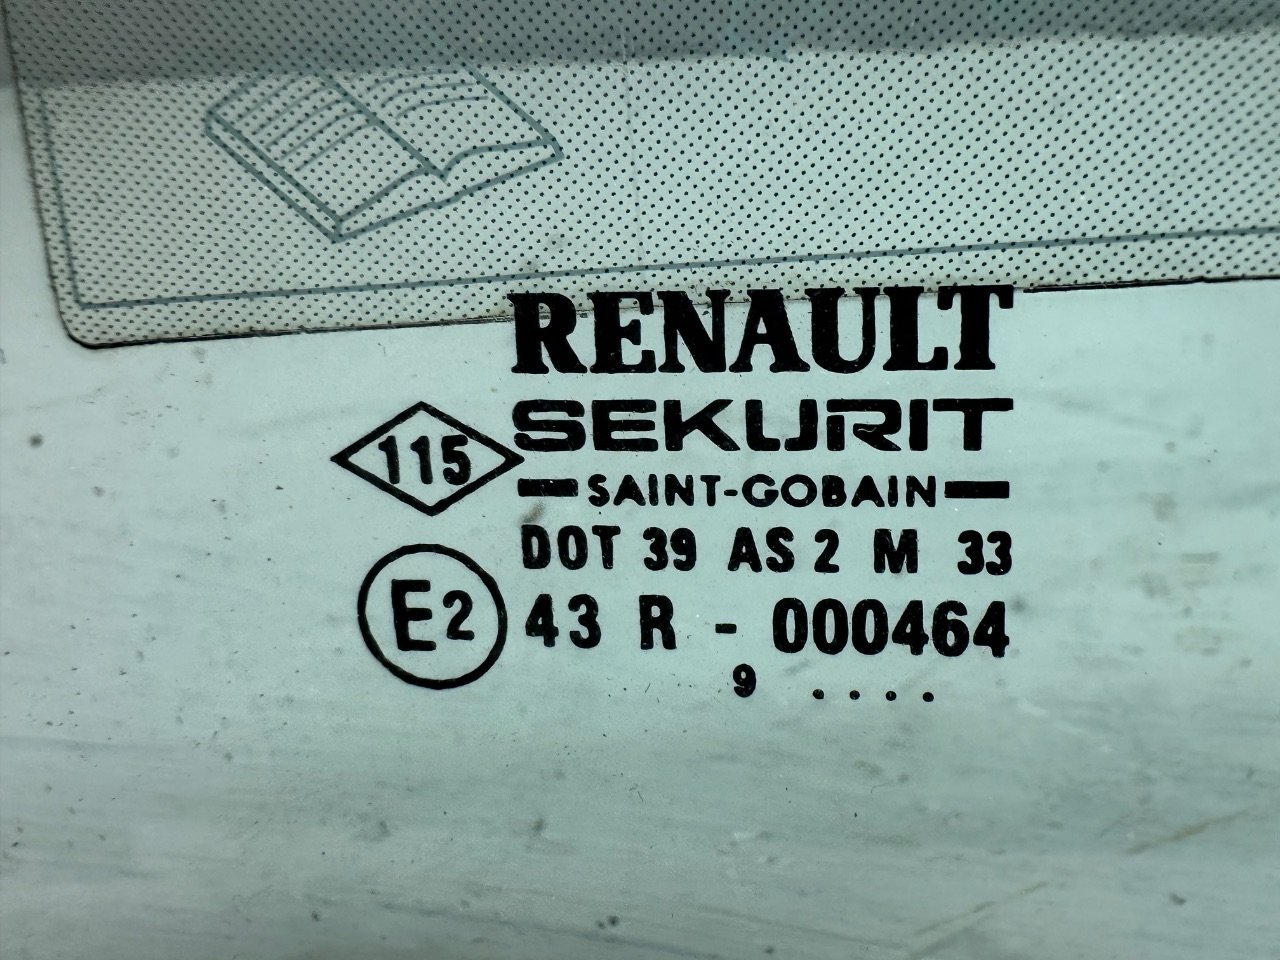 RENAULT
SEKURIT
115
SAINT-GOBAIN
DOT 39 AS 2 M 33
E2 43 R - 000464
9 ....